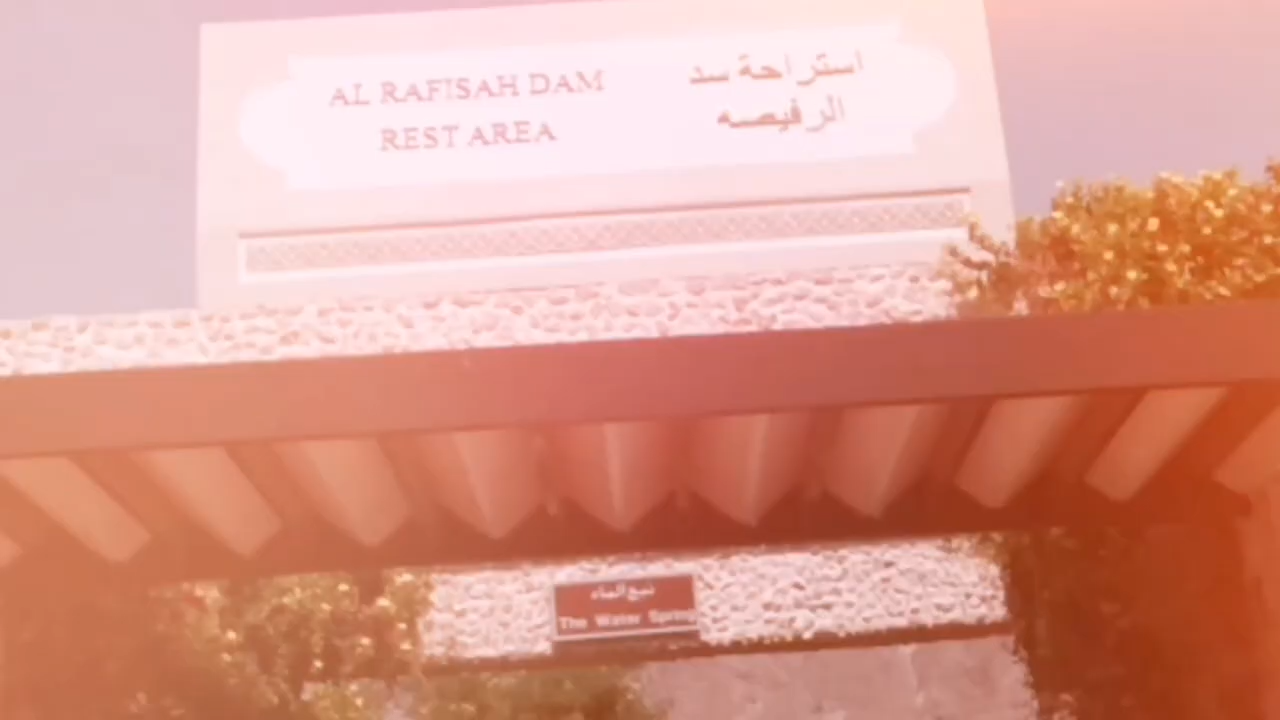 AL RAFISAH DAM
REST AREA
استراحة سد
الرفيصه
نبع الماء
The Water Spring